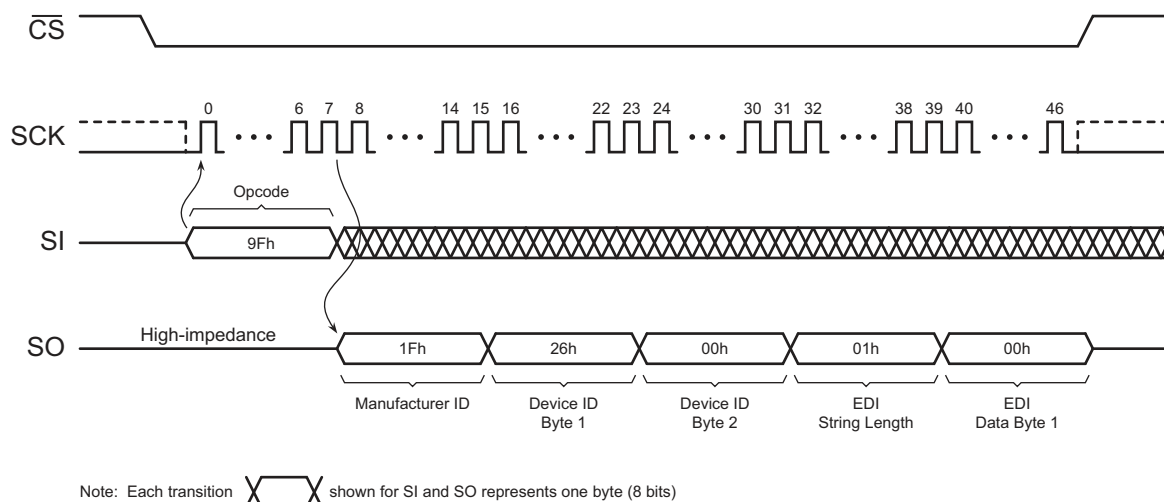 CS
SCK
0 6 7 8 14 15 16 22 23 24 30 31 32 38 39 40 46
Opcode
SI
9Fh
SO
High-impedance
1Fh 26h 00h 01h 00h
Manufacturer ID
Device ID
Byte 1
Device ID
Byte 2
EDI
String Length
EDI
Data Byte 1
Note: Each transition shown for SI and SO represents one byte (8 bits)